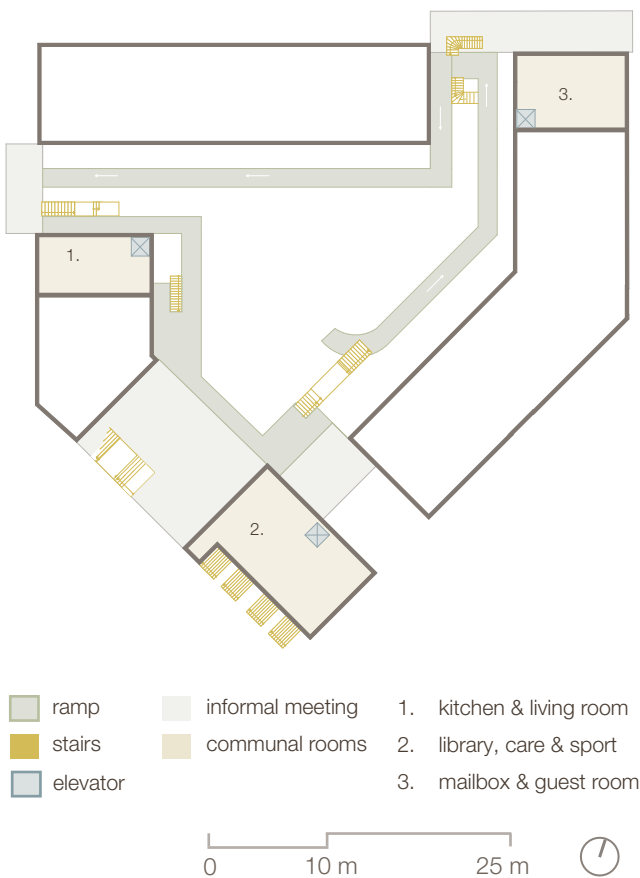 3.
1.
2.
ramp
stairs
elevator
informal meeting
communal rooms
1. kitchen & living room
2. library, care & sport
3. mailbox & guest room
0 10 m 25 m